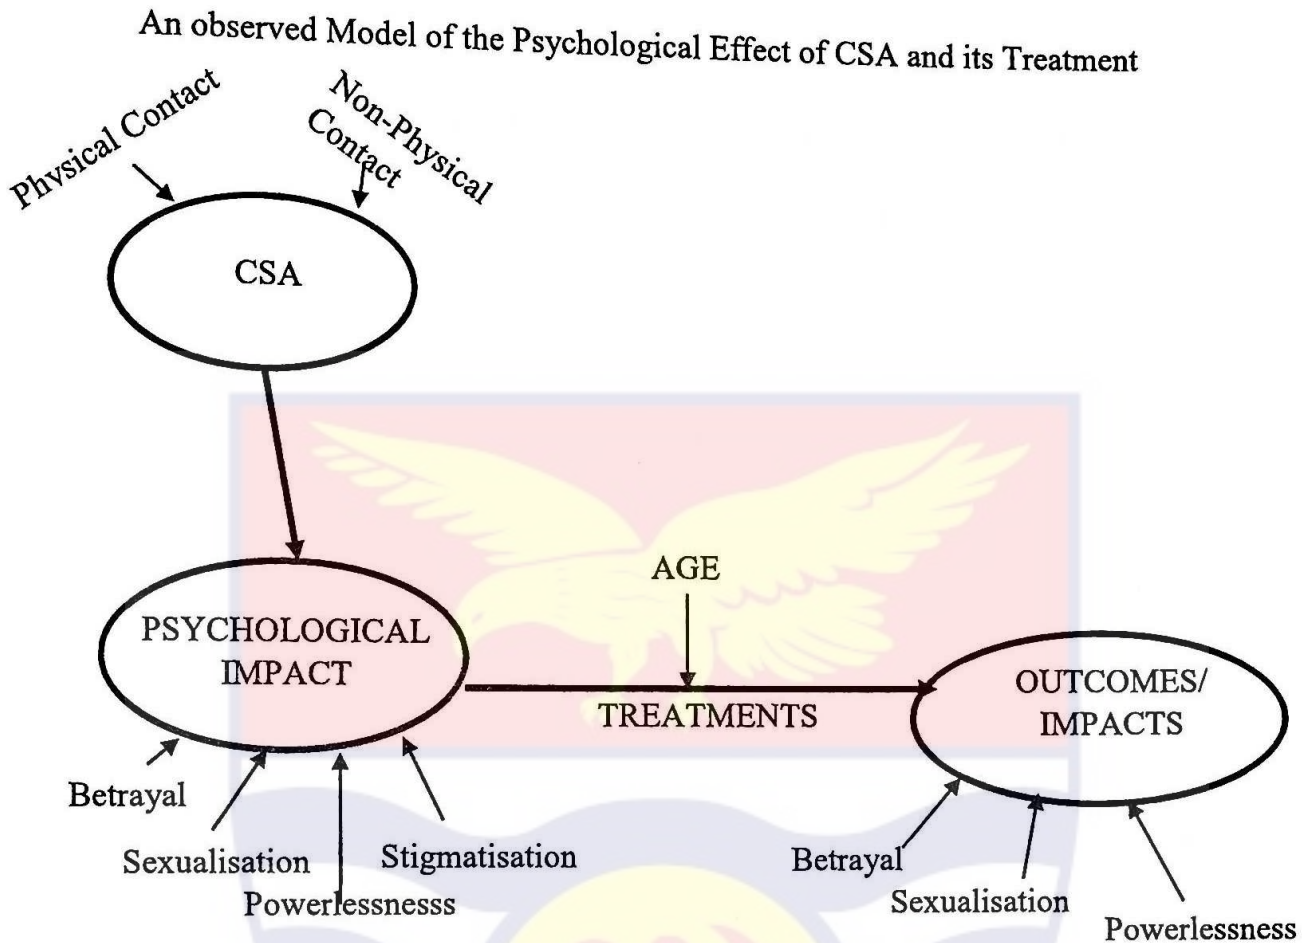 An observed Model of the Psychological Effect of CSA and its Treatment
Physical Contact
Non-Physical
Contact
CSA
PSYCHOLOGICAL
IMPACT
AGE
TREATMENTS
OUTCOMES/
IMPACTS
Betrayal
Sexualisation
Powerlessnesss
Stigmatisation
Betrayal
Sexualisation
Powerlessness